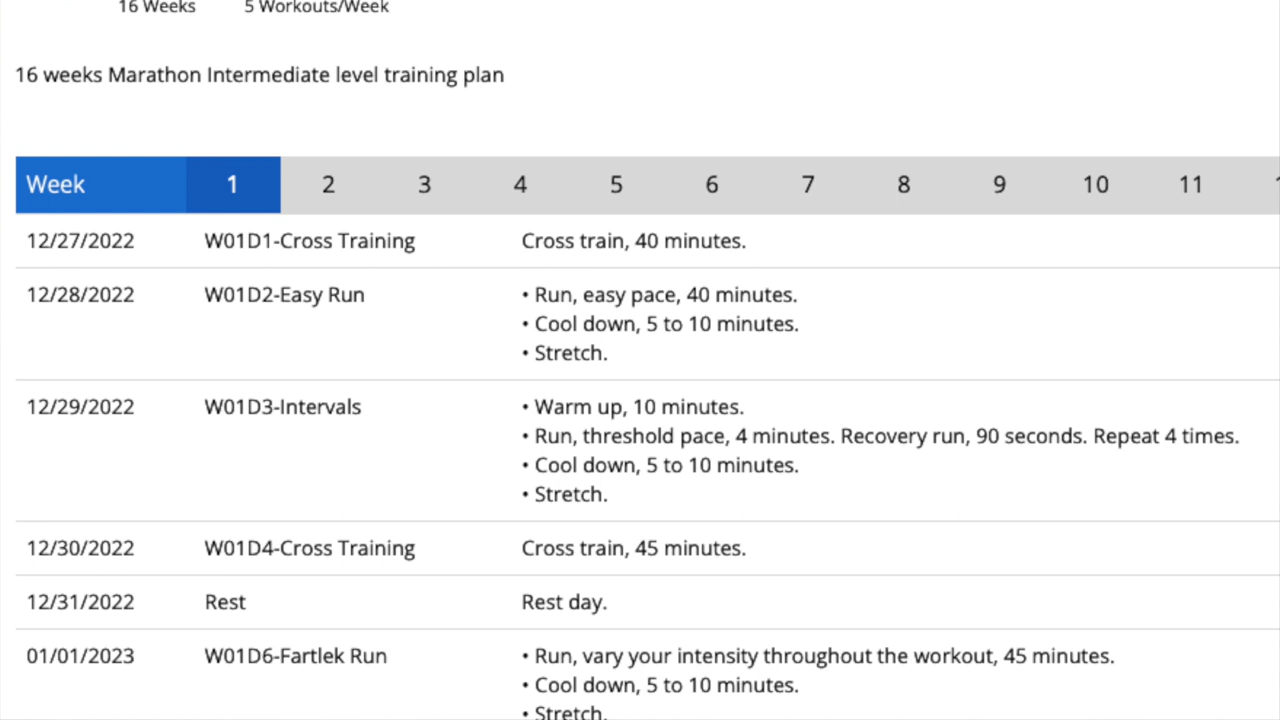 16 Weeks 5 Workouts/Week
16 weeks Marathon Intermediate level training plan
Week 1 2 3 4 5 6 7 8 9 10 11
12/27/2022 W01D1-Cross Training Cross train, 40 minutes.
12/28/2022 W01D2-Easy Run • Run, easy pace, 40 minutes.
• Cool down, 5 to 10 minutes.
• Stretch.
12/29/2022 W01D3-Intervals • Warm up, 10 minutes.
• Run, threshold pace, 4 minutes. Recovery run, 90 seconds. Repeat 4 times.
• Cool down, 5 to 10 minutes.
• Stretch.
12/30/2022 W01D4-Cross Training Cross train, 45 minutes.
12/31/2022 Rest Rest day.
01/01/2023 W01D6-Fartlek Run • Run, vary your intensity throughout the workout, 45 minutes.
• Cool down, 5 to 10 minutes.
• Stretch.